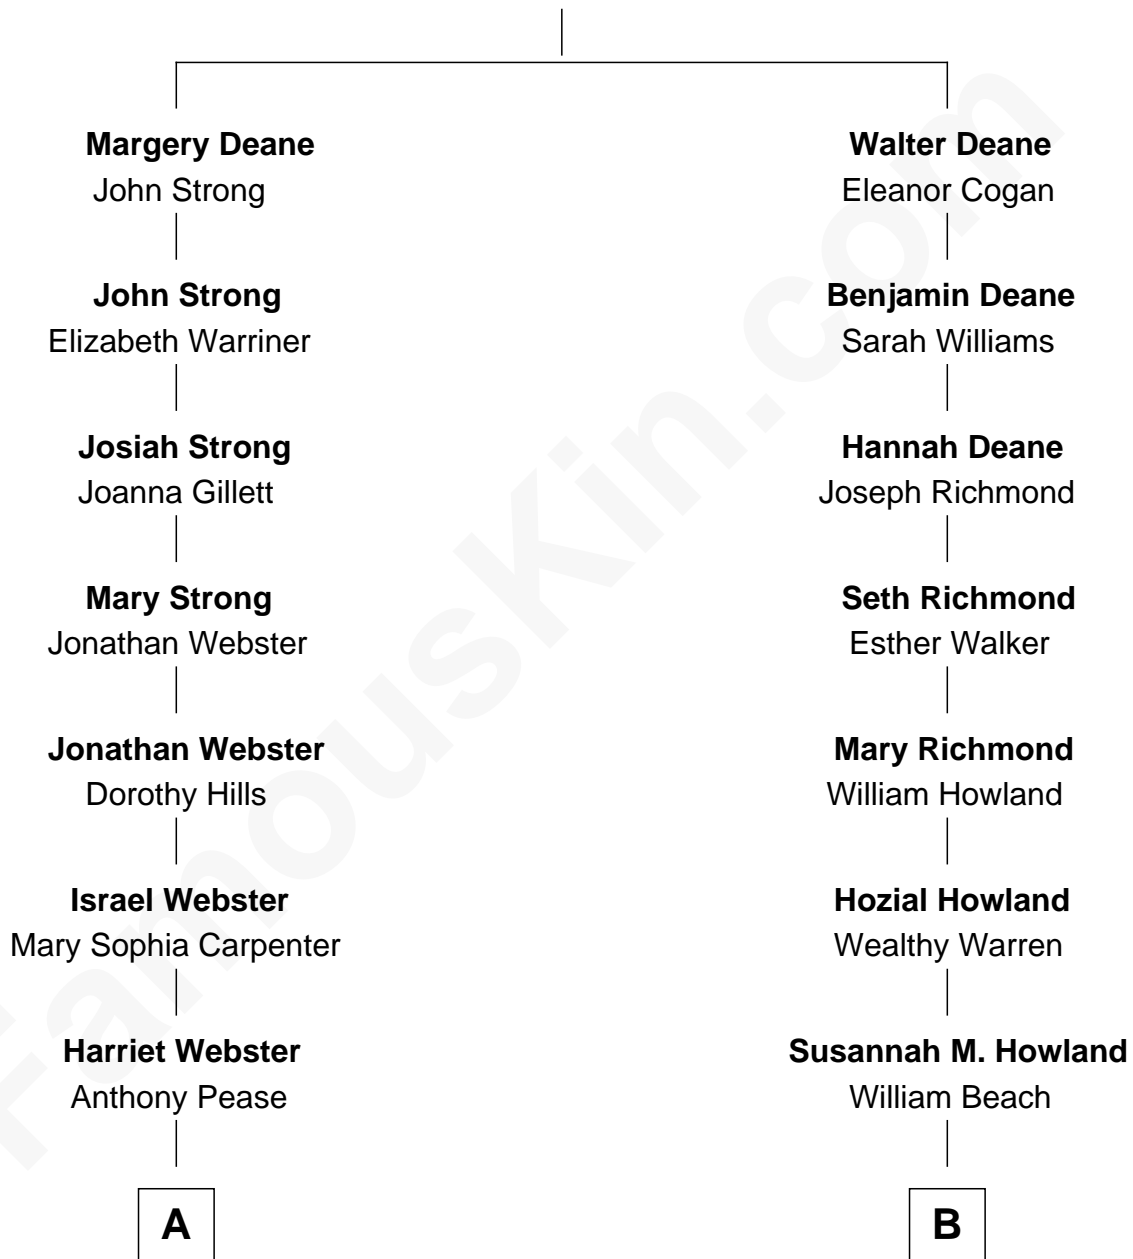 Margery Deane
John Strong
John Strong
Elizabeth Warriner
Josiah Strong
Joanna Gillett
Mary Strong
Jonathan Webster
Jonathan Webster
Dorothy Hills
Israel Webster
Mary Sophia Carpenter
Harriet Webster
Anthony Pease
A
Walter Deane
Eleanor Cogan
Benjamin Deane
Sarah Williams
Hannah Deane
Joseph Richmond
Seth Richmond
Esther Walker
Mary Richmond
William Howland
Hozial Howland
Wealthy Warren
Susannah M. Howland
William Beach
B
FamousKin.com